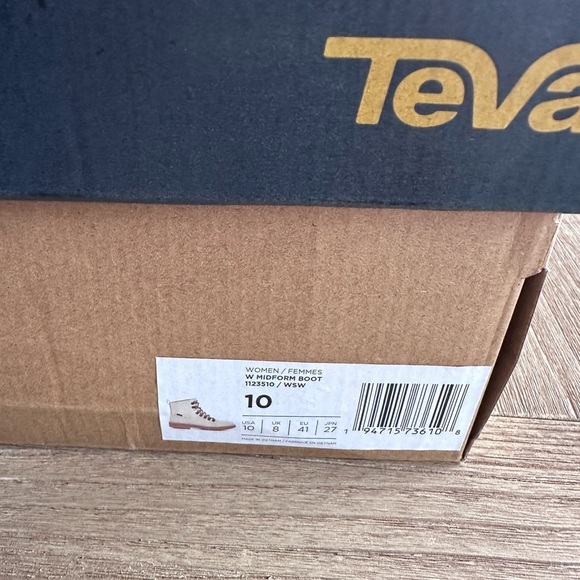 Teva
WOMEN / FEMMES
W MIDFORM BOOT
1123510 / WSW
10
USA UK EU JPN
10 8 41 27
1 94715 73610 8
MADE IN VIETNAM / FABRIQUÉ EN VIETNAM